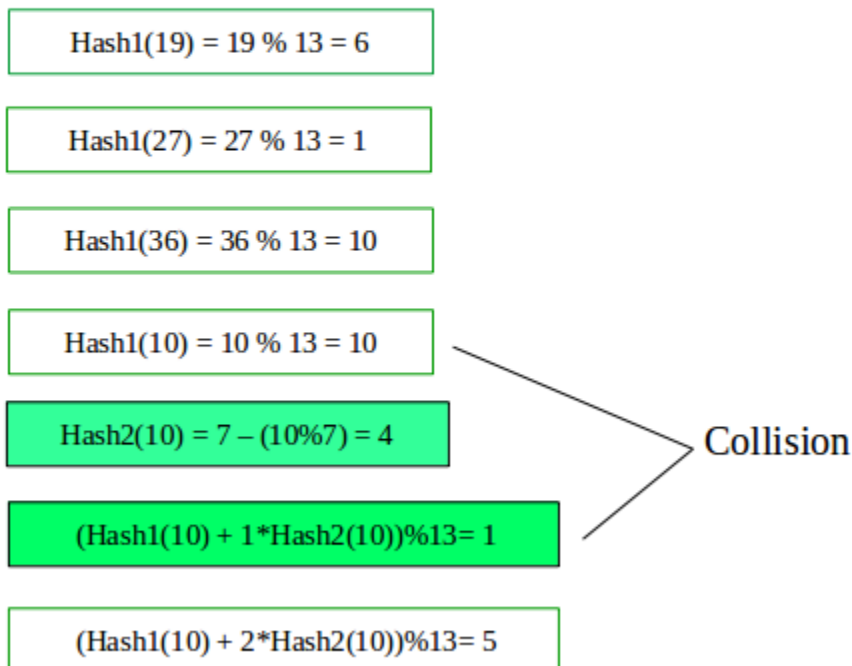 Hash1(19) = 19 % 13 = 6
Hash1(27) = 27 % 13 = 1
Hash1(36) = 36 % 13 = 10
Hash1(10) = 10 % 13 = 10
Hash2(10) = 7 – (10%7) = 4
Collision
(Hash1(10) + 1*Hash2(10))%13= 1
(Hash1(10) + 2*Hash2(10))%13= 5